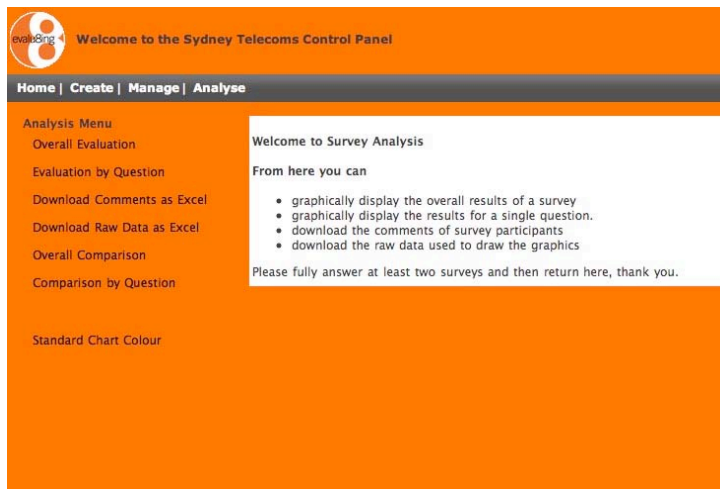 evalu8ing
Welcome to the Sydney Telecoms Control Panel
Home | Create | Manage | Analyse
Analysis Menu
Overall Evaluation
Evaluation by Question
Download Comments as Excel
Download Raw Data as Excel
Overall Comparison
Comparison by Question
Standard Chart Colour
Welcome to Survey Analysis
From here you can
• graphically display the overall results of a survey
• graphically display the results for a single question.
• download the comments of survey participants
• download the raw data used to draw the graphics
Please fully answer at least two surveys and then return here, thank you.